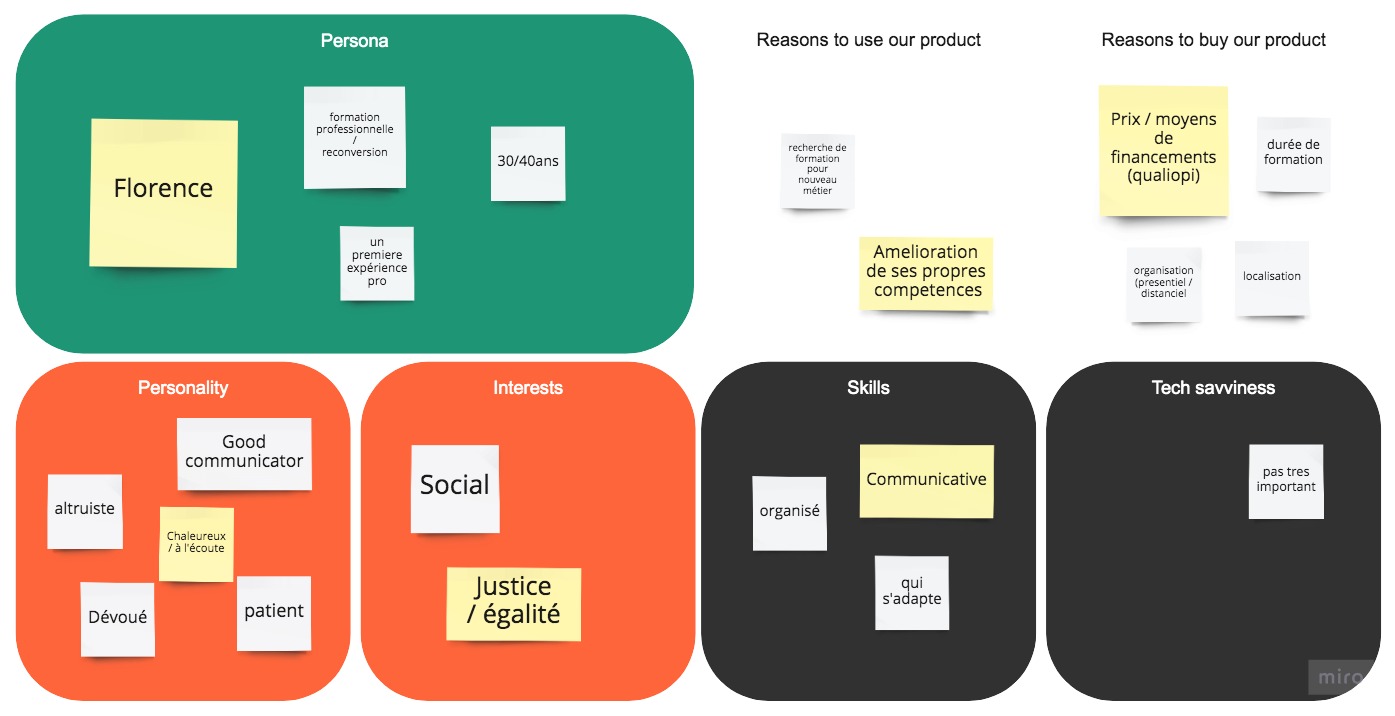 Persona
Florence
formation
professionnelle
/
reconversion
30/40ans
un
premiere
expérience
pro
Reasons to use our product
recherche de
formation
pour
nouveau
métier
Amelioration
de ses propres
competences
Reasons to buy our product
Prix / moyens
de
financements
(qualiopi)
durée de
formation
organisation
(presentiel /
distanciel
localisation
Personality
Good
communicator
altruiste
Chaleureux
/ à l'écoute
Dévoué
patient
Interests
Social
Justice
/ égalité
Skills
Communicative
organisé
qui
s'adapte
Tech savviness
pas tres
important
miro